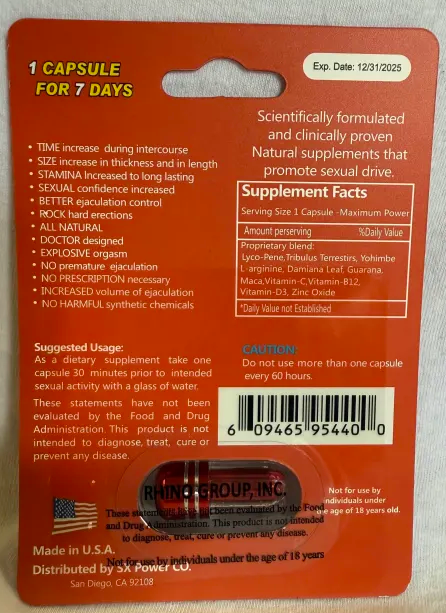 1 CAPSULE
FOR 7 DAYS
Exp. Date: 12/31/2025
Scientifically formulated
and clinically proven
Natural supplements that
promote sexual drive.
• TIME increase during intercourse
• SIZE increase in thickness and in length
• STAMINA Increased to long lasting
• SEXUAL confidence increased
• BETTER ejaculation control
• ROCK hard erections
• ALL NATURAL
• DOCTOR designed
• EXPLOSIVE orgasm
• NO premature ejaculation
• NO PRESCRIPTION necessary
• INCREASED volume of ejaculation
• NO HARMFUL synthetic chemicals
Supplement Facts
Serving Size 1 Capsule -Maximum Power
Amount perserving %Daily Value
Proprietary blend:
Lyco-Pene,Tribulus Terrestirs, Yohimbe
L-arginine, Damiana Leaf, Guarana,
Maca,Vitamin-C,Vitamin-B12,
Vitamin-D3, Zinc Oxide
*Daily Value not Established
Suggested Usage:
As a dietary supplement take one
capsule 30 minutes prior to intended
sexual activity with a glass of water.
These statements have not been
evaluated by the Food and Drug
Administration. This product is not
intended to diagnose, treat, cure or
prevent any disease.
CAUTION:
Do not use more than one capsule
every 60 hours.
6 09465 95440 0
RHINO GROUP, INC.
These statements have not been evaluated by the Food
and Drug Administration. This product is not intended
to diagnose, treat, cure or prevent any disease.
Not for use by individuals under the age of 18 years
Not for use by
individuals under
the age of 18 years old.
Made in U.S.A.
Distributed by SX Power CO.
San Diego, CA 92108